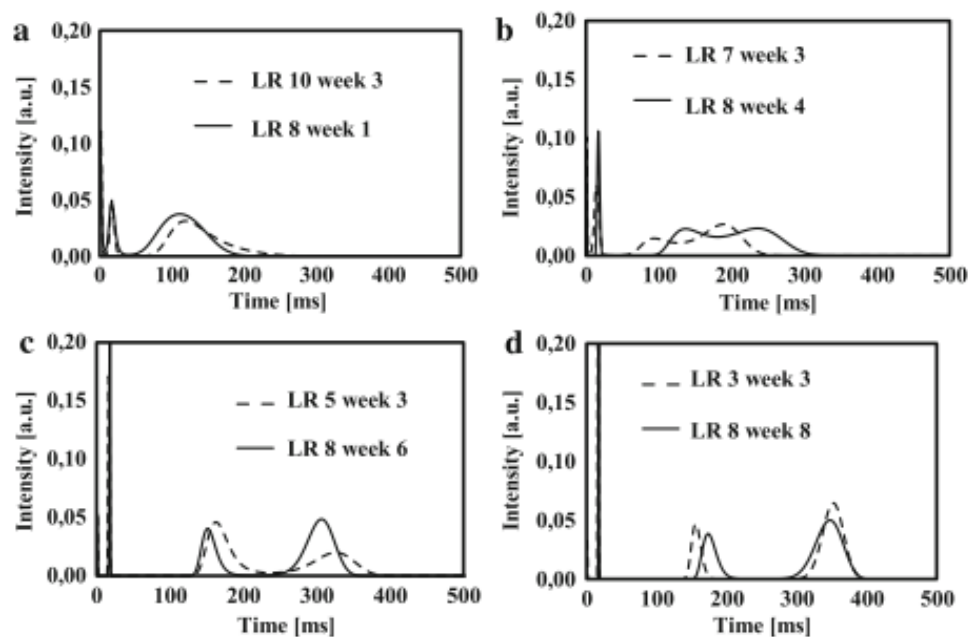 a
0,20
0,15
0,10
0,05
0,00
Intensity [a.u.]
LR 10 week 3
LR 8 week 1
0 100 200 300 400 500
Time [ms]
b
0,20
0,15
0,10
0,05
0,00
Intensity [a.u.]
LR 7 week 3
LR 8 week 4
0 100 200 300 400 500
Time [ms]
c
0,20
0,15
0,10
0,05
0,00
Intensity [a.u.]
LR 5 week 3
LR 8 week 6
0 100 200 300 400 500
Time [ms]
d
0,20
0,15
0,10
0,05
0,00
Intensity [a.u.]
LR 3 week 3
LR 8 week 8
0 100 200 300 400 500
Time [ms]